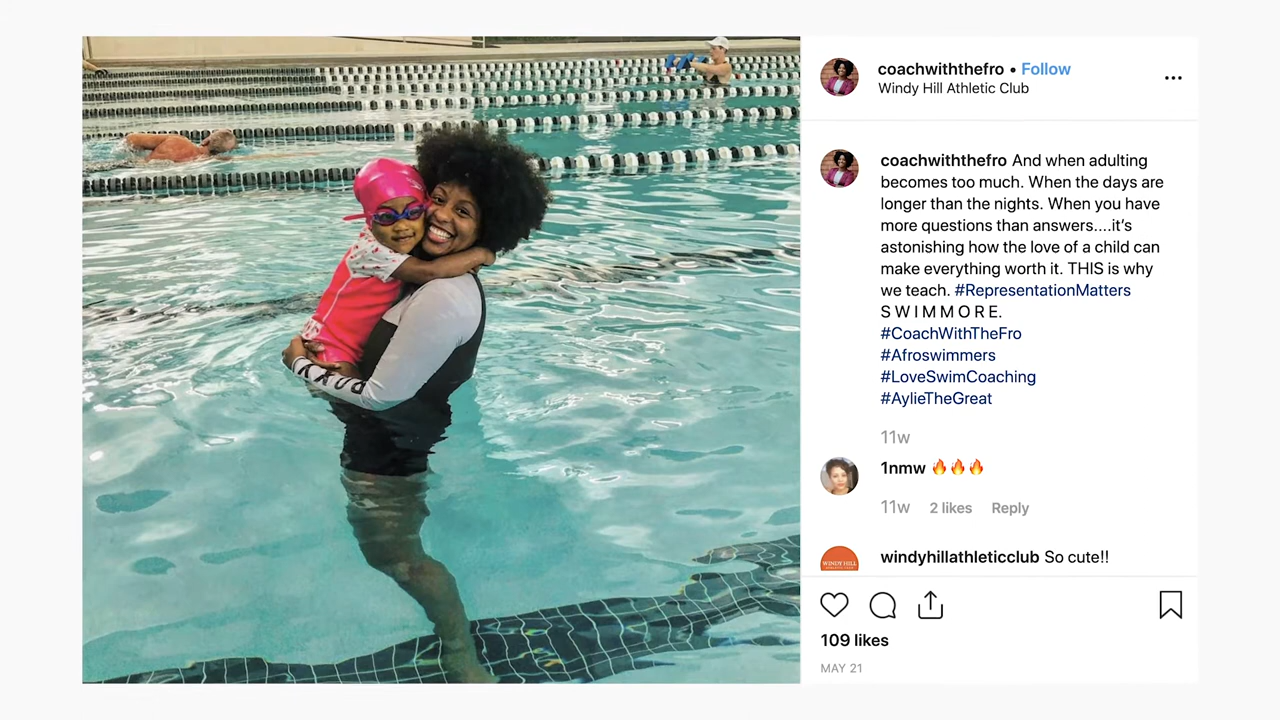 coachwiththefro • Follow
Windy Hill Athletic Club
coachwiththefro And when adulting
becomes too much. When the days are
longer than the nights. When you have
more questions than answers....it's
astonishing how the love of a child can
make everything worth it. THIS is why
we teach. #RepresentationMatters
S W I M M O R E.
#CoachWithTheFro
#Afroswimmers
#LoveSwimCoaching
#AylieTheGreat
11w
1nmw 🔥🔥🔥
11w 2 likes Reply
WINDY HILL
windyhillathleticclub So cute!!
109 likes
MAY 21